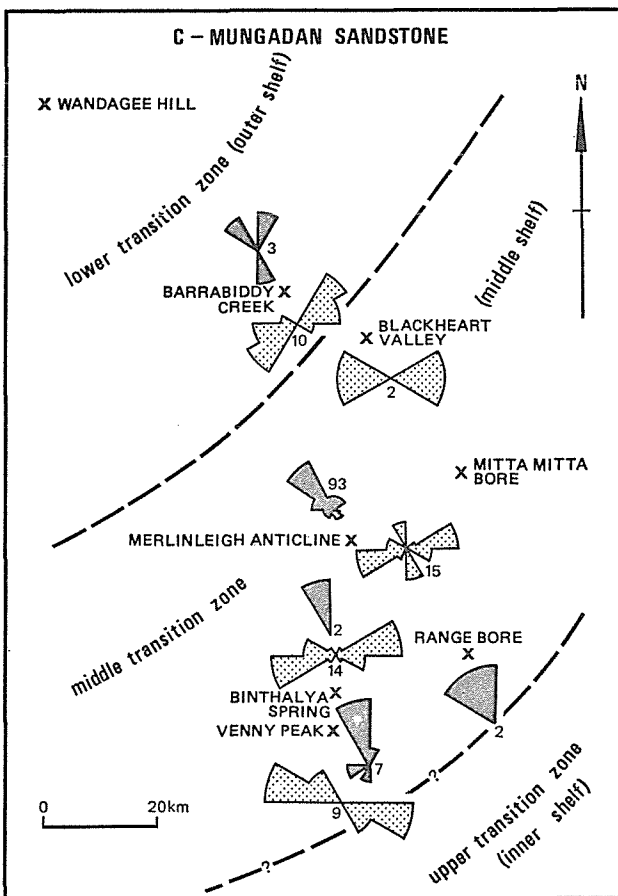 C – MUNGADAN SANDSTONE
N
X WANDAGEE HILL
lower transition zone (outer shelf)
(middle shelf)
3
BARRABIDDY X
CREEK
10
X BLACKHEART
VALLEY
2
93
X MITTA MITTA
BORE
MERLINLEIGH ANTICLINE X
15
2
14
RANGE BORE
X
middle transition zone
BINTHALYA X
SPRING
VENNY PEAK X
2
7
?
9
0 20km
?
upper transition zone
(inner shelf)